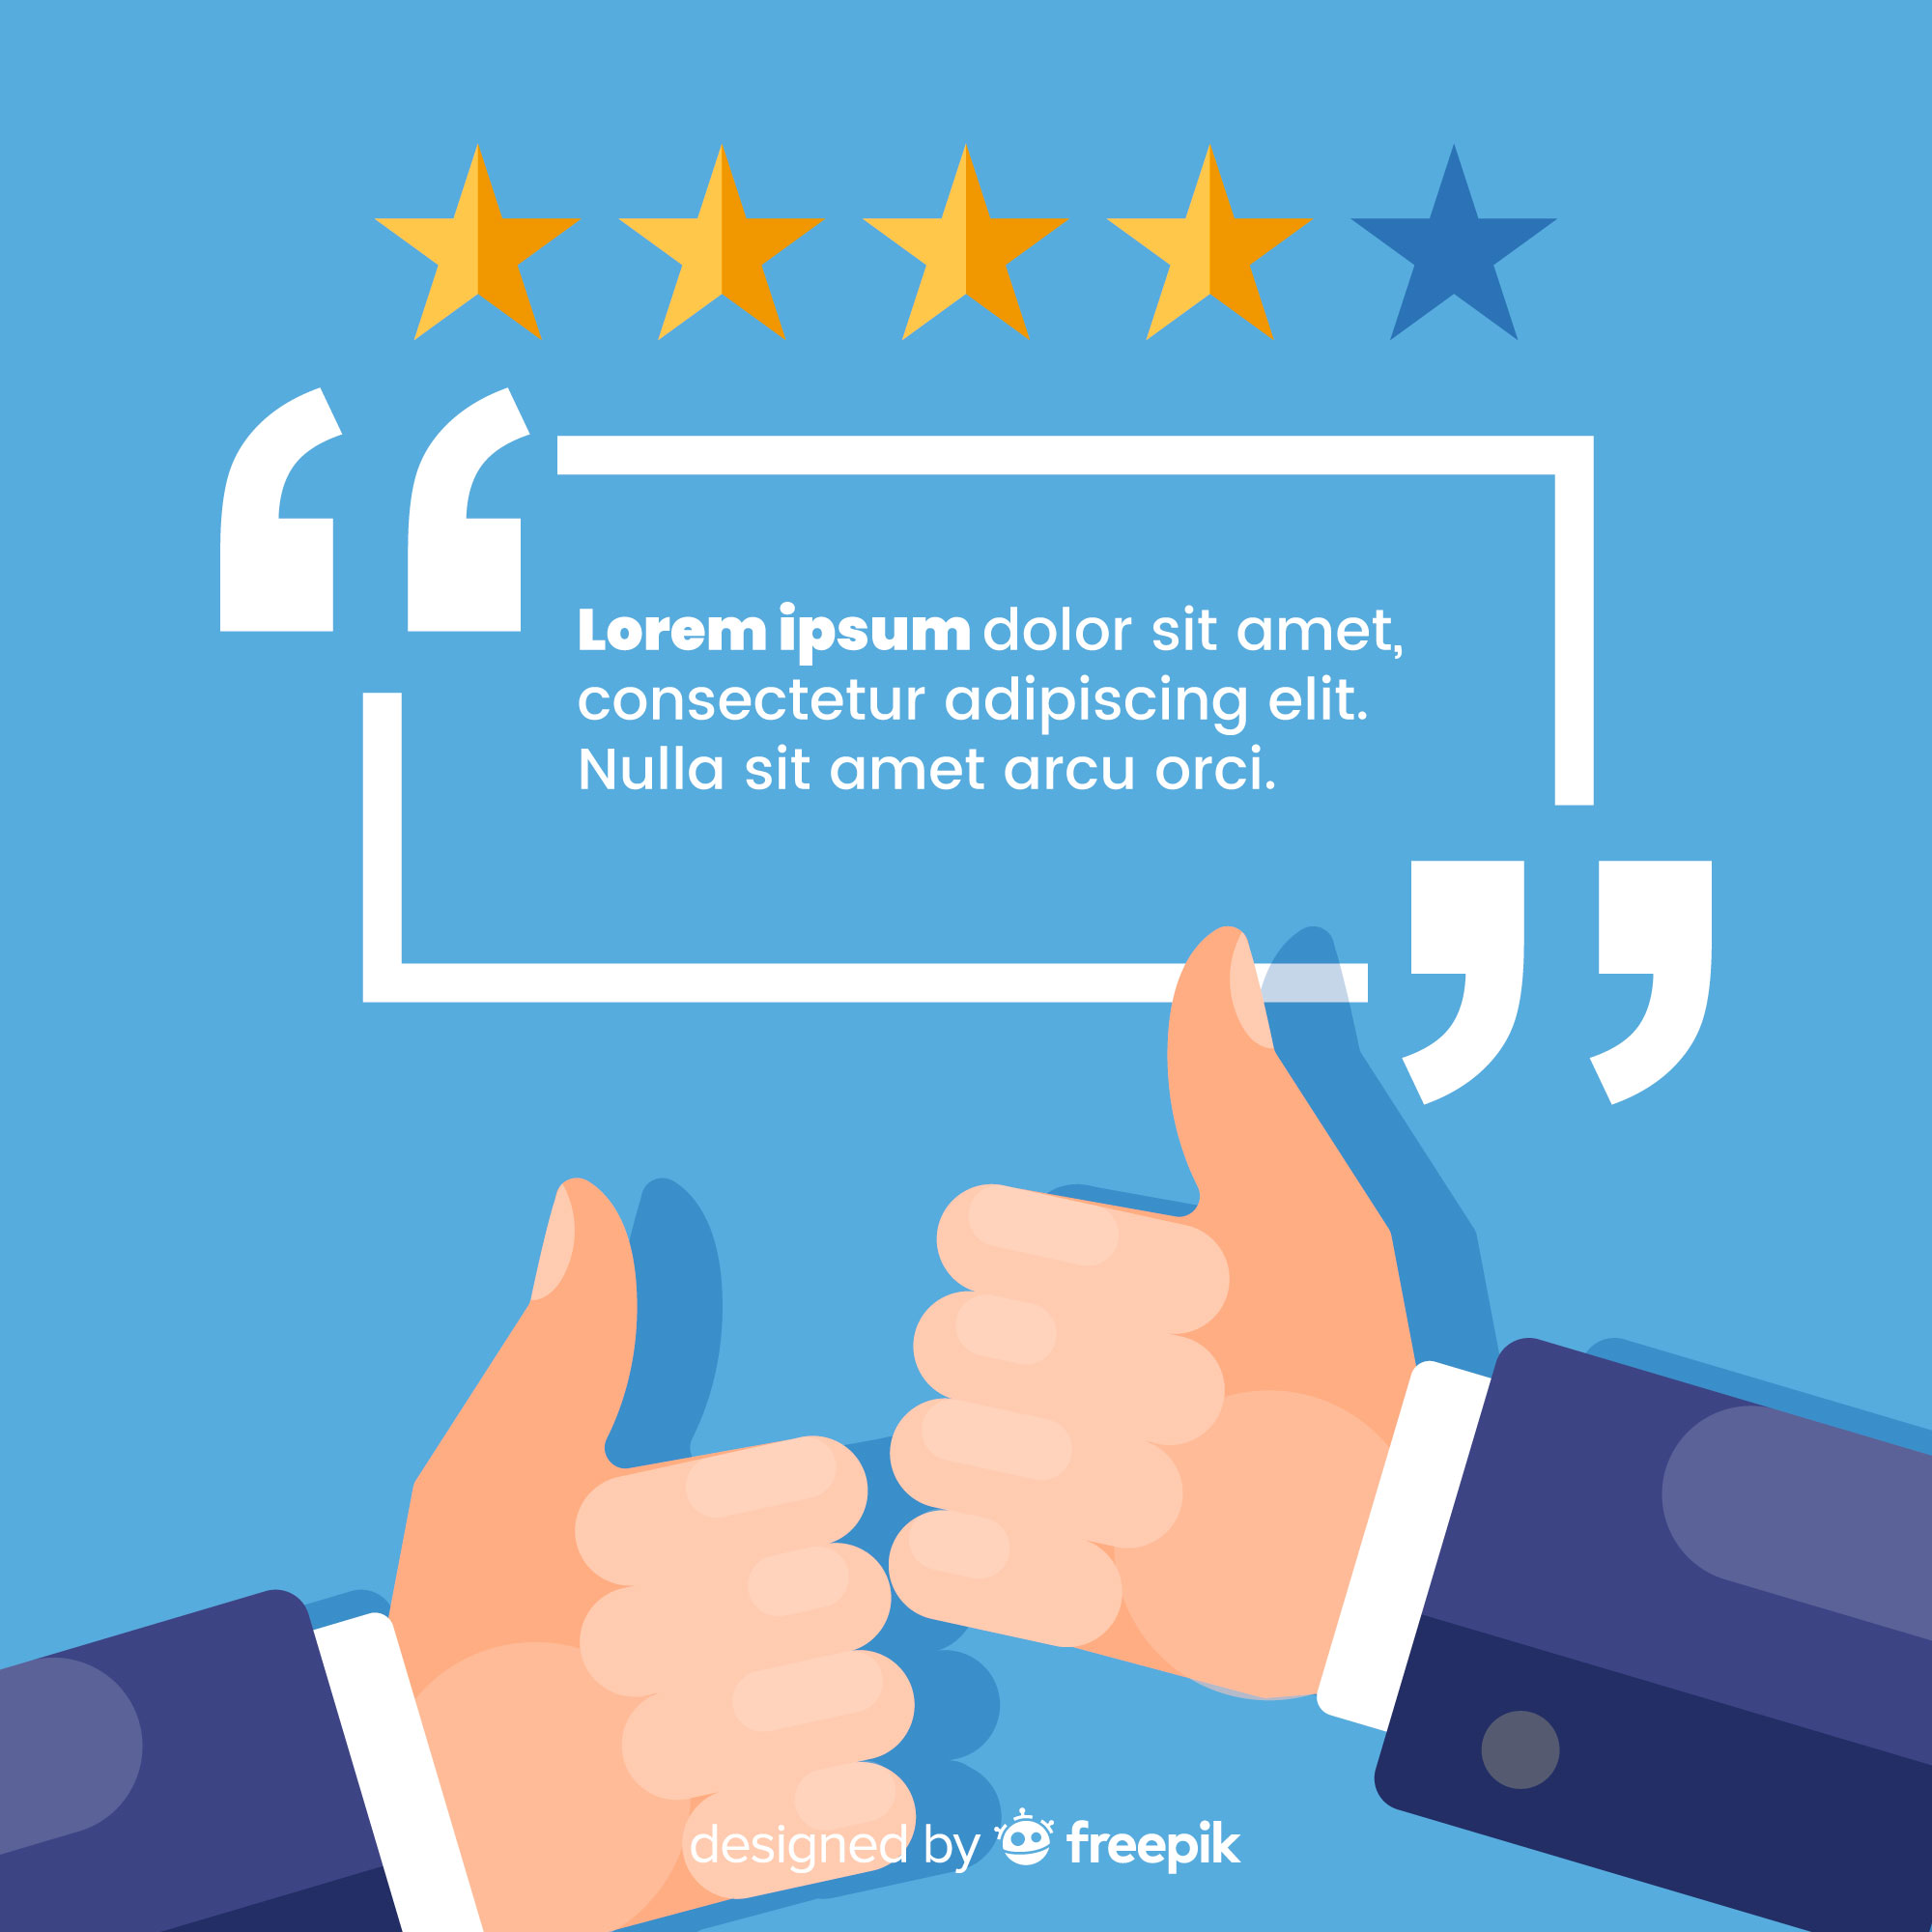 Lorem ipsum dolor sit amet,
consectetur adipiscing elit.
Nulla sit amet arcu orci.
designed by freepik